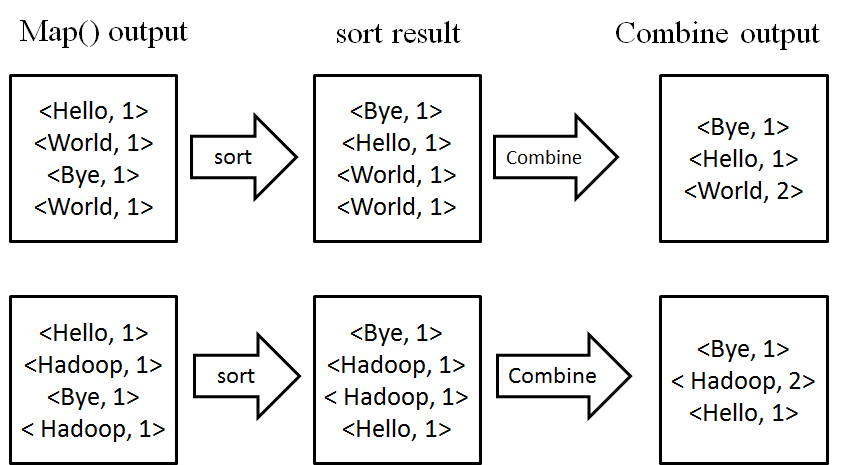 Map() output
sort result
Combine output
<Hello, 1>
<World, 1>
<Bye, 1>
<World, 1>
sort
<Bye, 1>
<Hello, 1>
<World, 1>
<World, 1>
Combine
<Bye, 1>
<Hello, 1>
<World, 2>
<Hello, 1>
<Hadoop, 1>
<Bye, 1>
< Hadoop, 1>
sort
<Bye, 1>
<Hadoop, 1>
< Hadoop, 1>
<Hello, 1>
Combine
<Bye, 1>
< Hadoop, 2>
<Hello, 1>